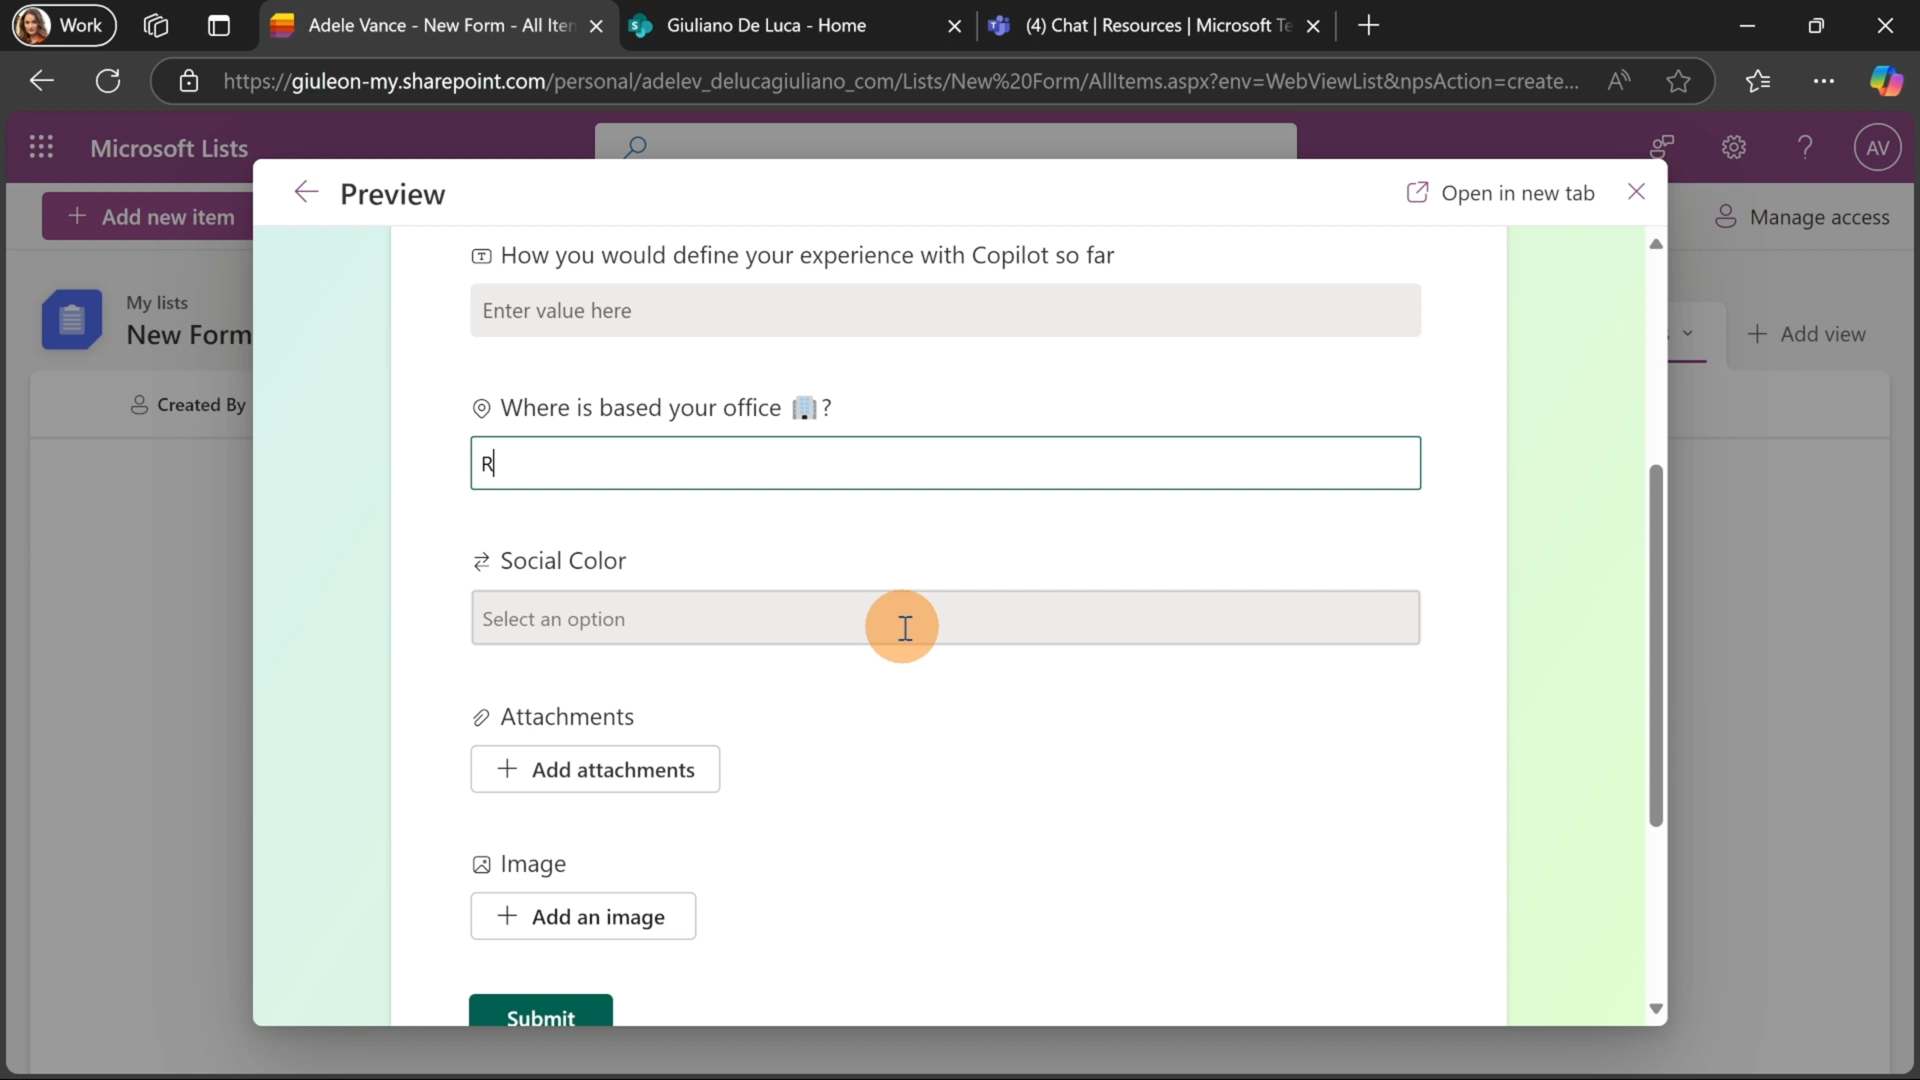 Work
Adele Vance - New Form - All Iten
Giuliano De Luca - Home
(4) Chat | Resources | Microsoft Te
https://giuleon-my.sharepoint.com/personal/adelev_delucagiuliano_com/Lists/New%20Form/AllItems.aspx?env=WebViewList&npsAction=create...
Microsoft Lists
AV
Preview
Open in new tab
Add new item
Manage access
How you would define your experience with Copilot so far
Enter value here
My lists
New Form
Add view
Created By
Where is based your office 🏢?
R
Social Color
Select an option
Attachments
Add attachments
Image
Add an image
Submit